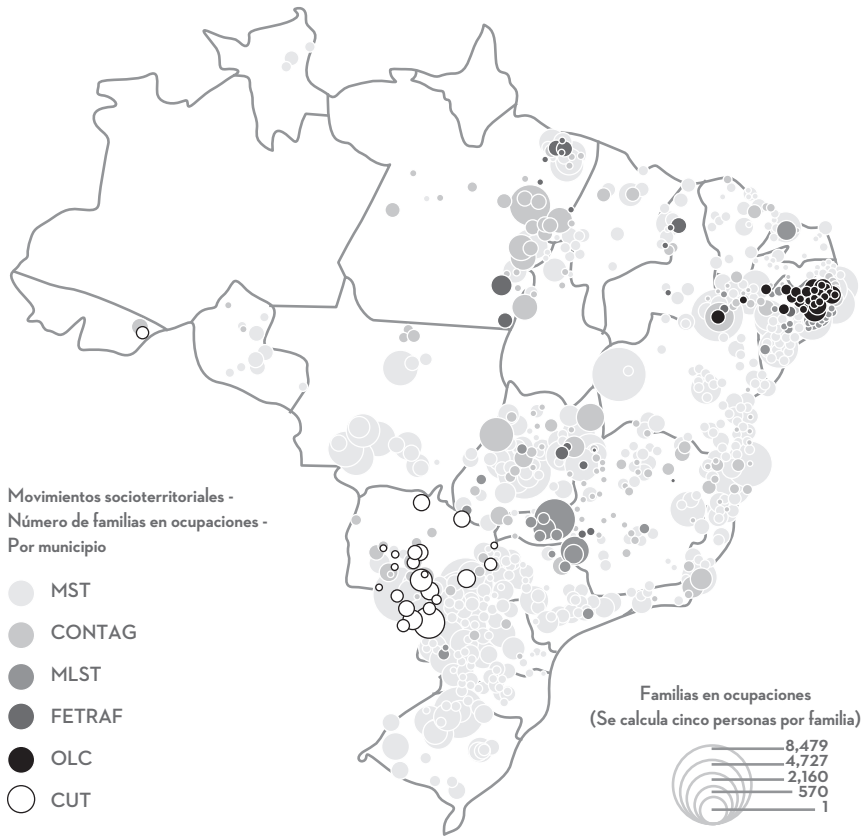 Movimientos socioterritoriales -
Número de familias en ocupaciones -
Por municipio
MST
CONTAG
MLST
FETRAF
OLC
CUT
Familias en ocupaciones
(Se calcula cinco personas por familia)
8,479
4,727
2,160
570
1